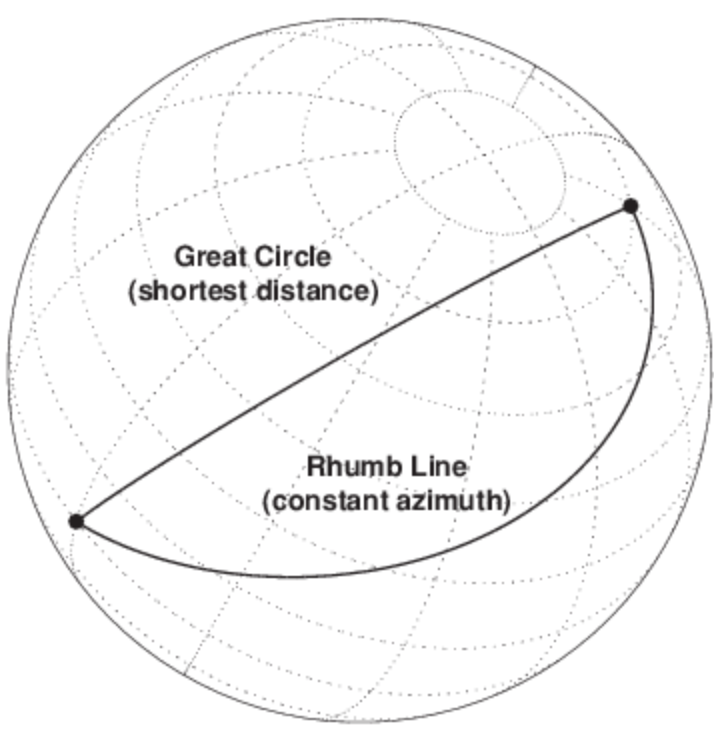 Great Circle
(shortest distance)
Rhumb Line
(constant azimuth)